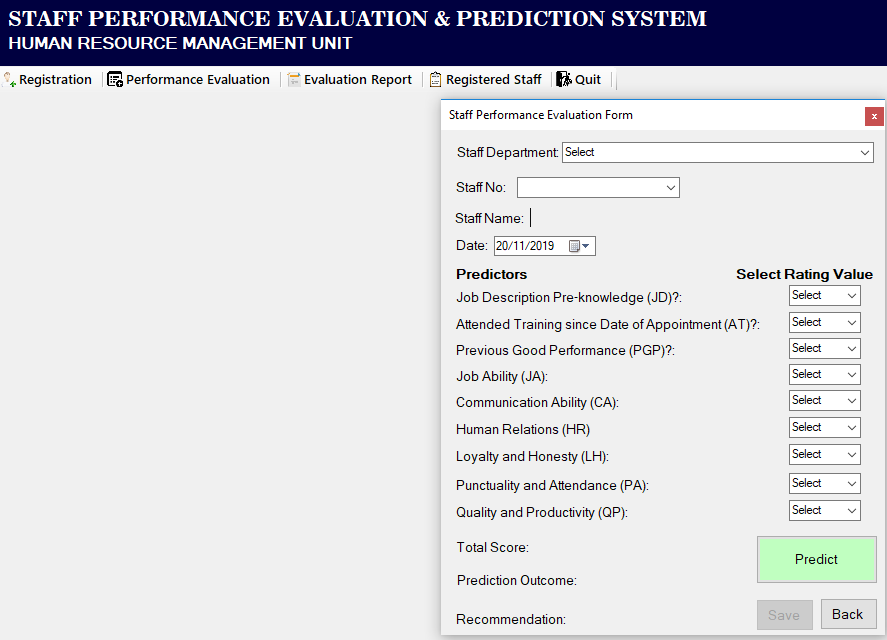 STAFF PERFORMANCE EVALUATION & PREDICTION SYSTEM
HUMAN RESOURCE MANAGEMENT UNIT
Registration Performance Evaluation Evaluation Report Registered Staff Quit
Staff Performance Evaluation Form x
Staff Department: Select
Staff No:
Staff Name:
Date: 20/11/2019
Predictors Select Rating Value
Job Description Pre-knowledge (JD)?: Select
Attended Training since Date of Appointment (AT)?: Select
Previous Good Performance (PGP)?: Select
Job Ability (JA): Select
Communication Ability (CA): Select
Human Relations (HR) Select
Loyalty and Honesty (LH): Select
Punctuality and Attendance (PA): Select
Quality and Productivity (QP): Select
Total Score:
Predict
Prediction Outcome:
Recommendation:
Save Back